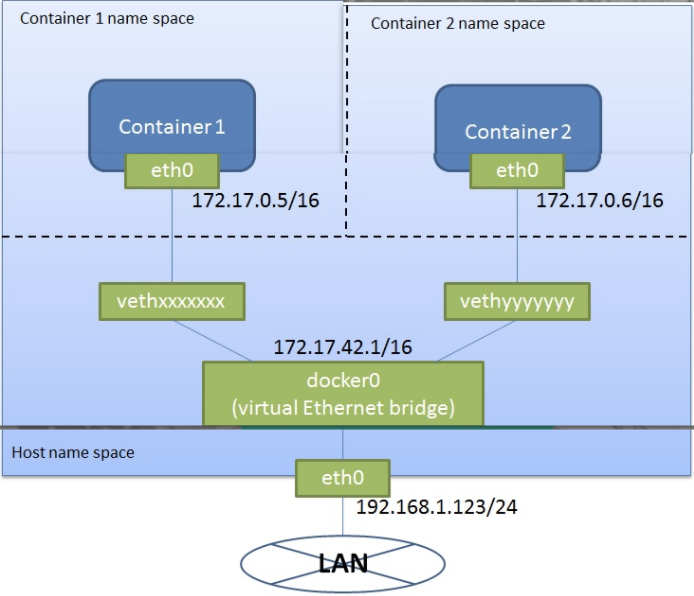 Container 1 name space
Container 2 name space
Container 1
Container 2
eth0
eth0
172.17.0.5/16
172.17.0.6/16
vethxxxxxxx
vethyyyyyyy
172.17.42.1/16
docker0
(virtual Ethernet bridge)
Host name space
eth0
192.168.1.123/24
LAN